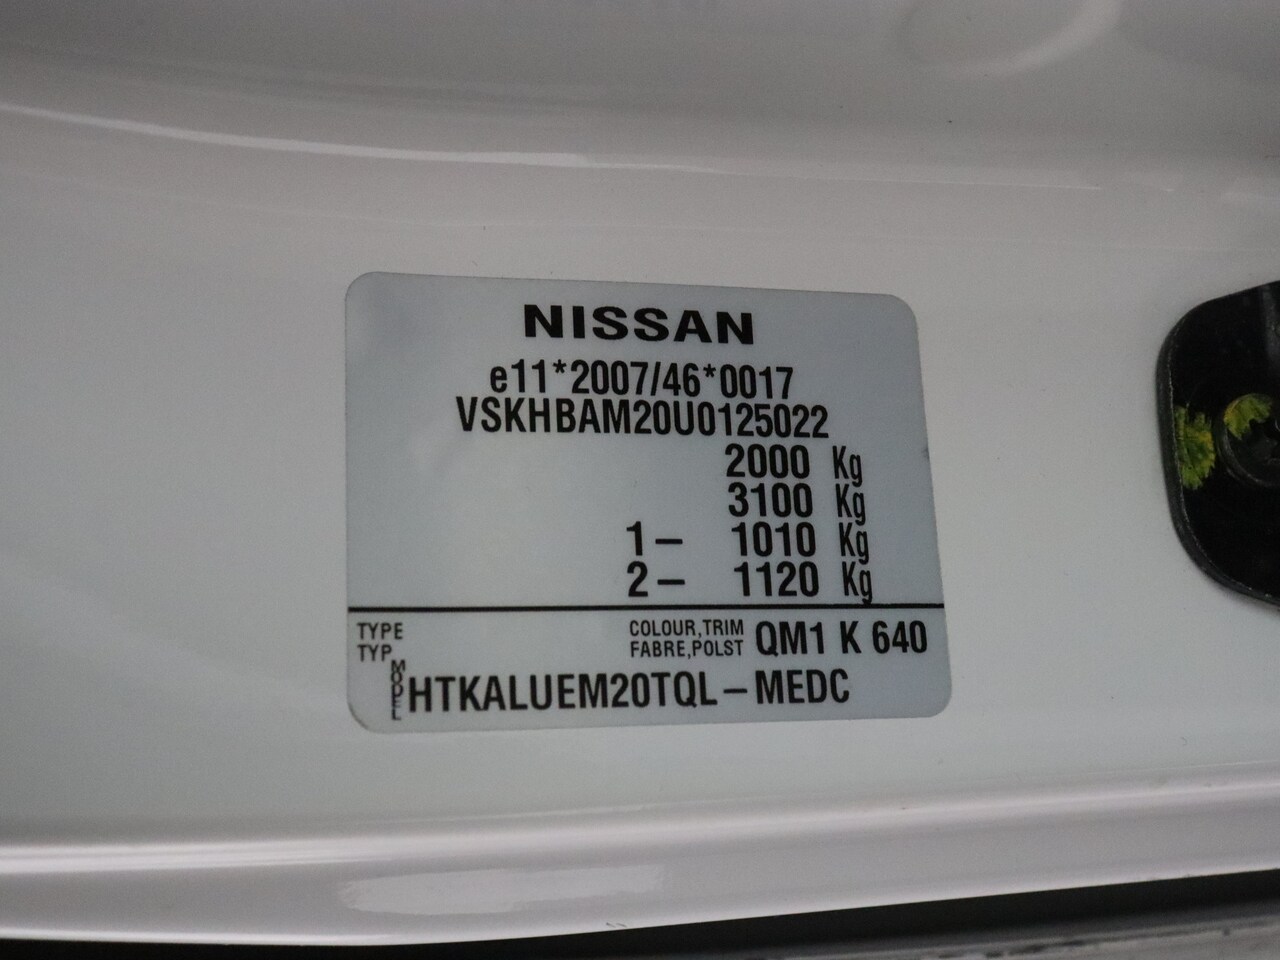 NISSAN
e11*2007/46*0017
VSKHBAM20U0125022
2000 Kg
3100 Kg
1- 1010 Kg
2- 1120 Kg
TYPE
TYP
COLOUR,TRIM
FABRE,POLST
QM1 K 640
MODEL
HTKALUEM20TQL-MEDC